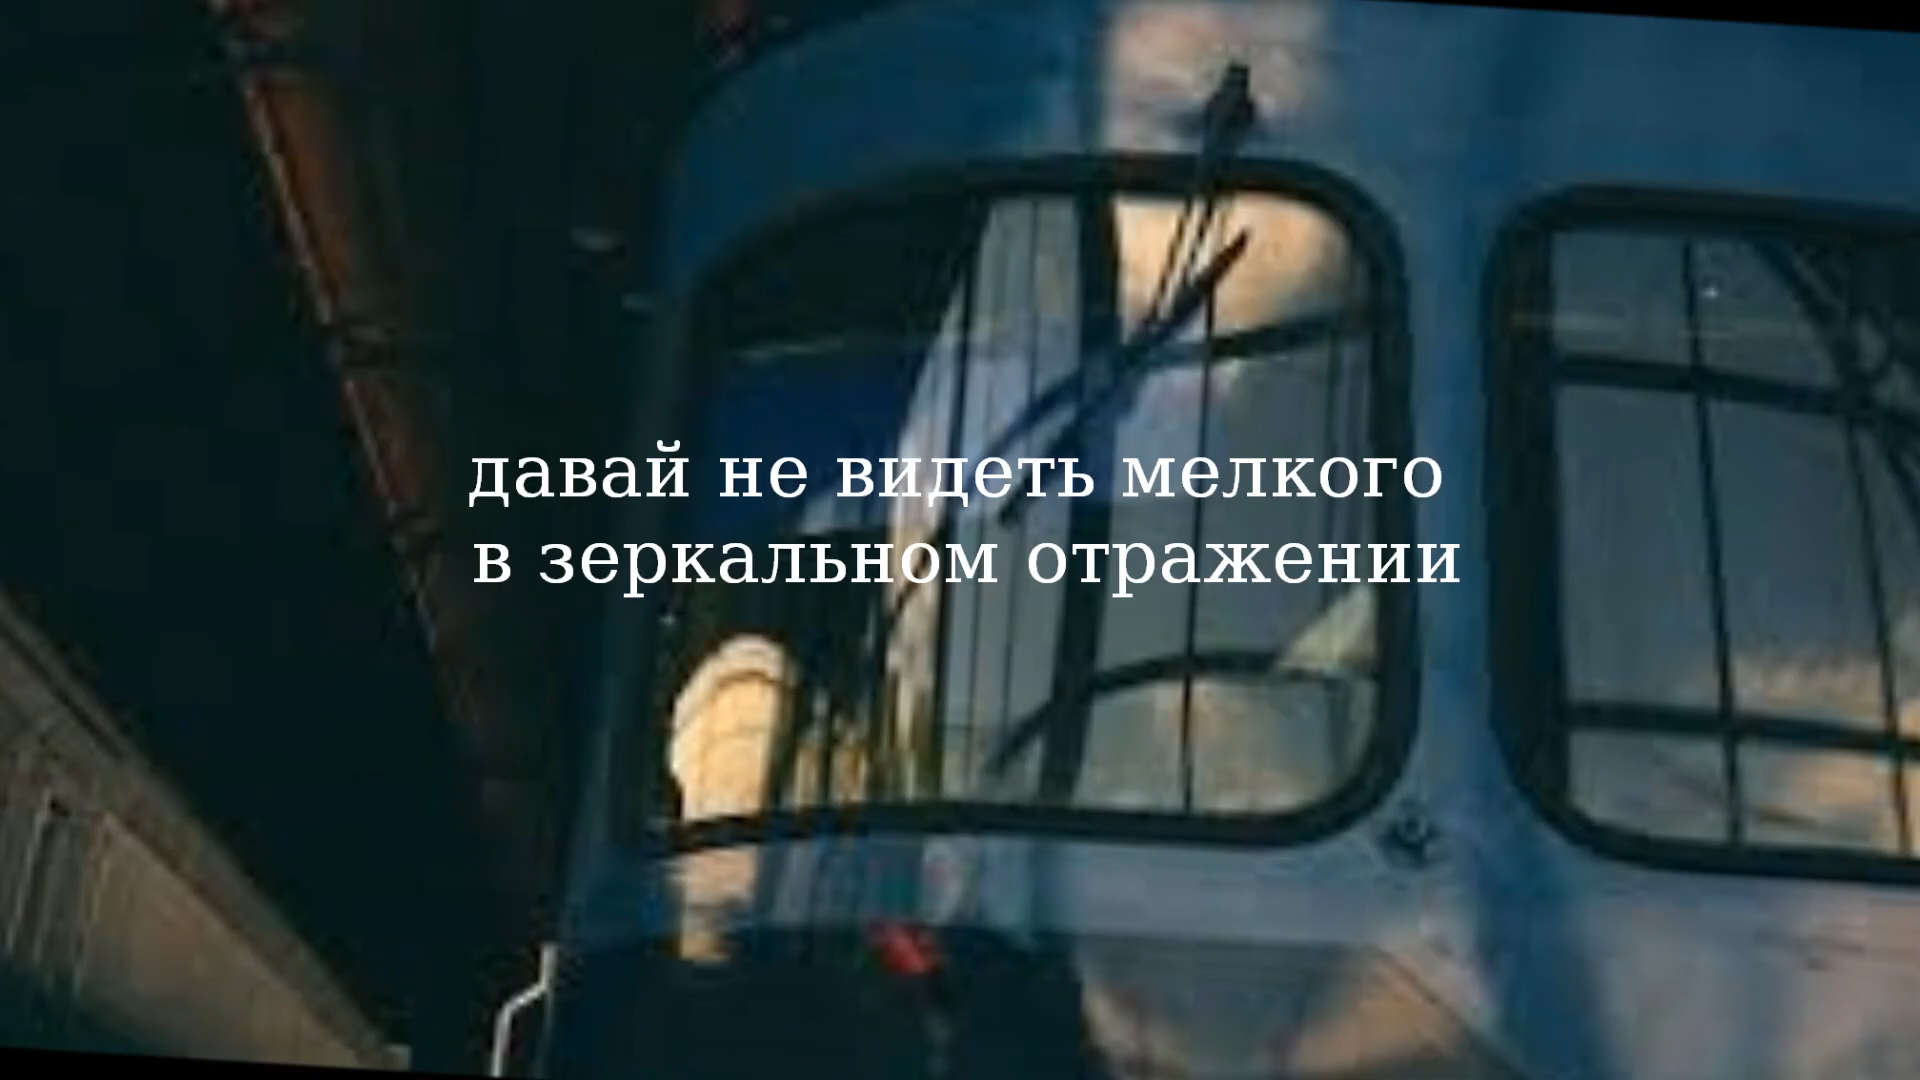 давай не видеть мелкого
в зеркальном отражении